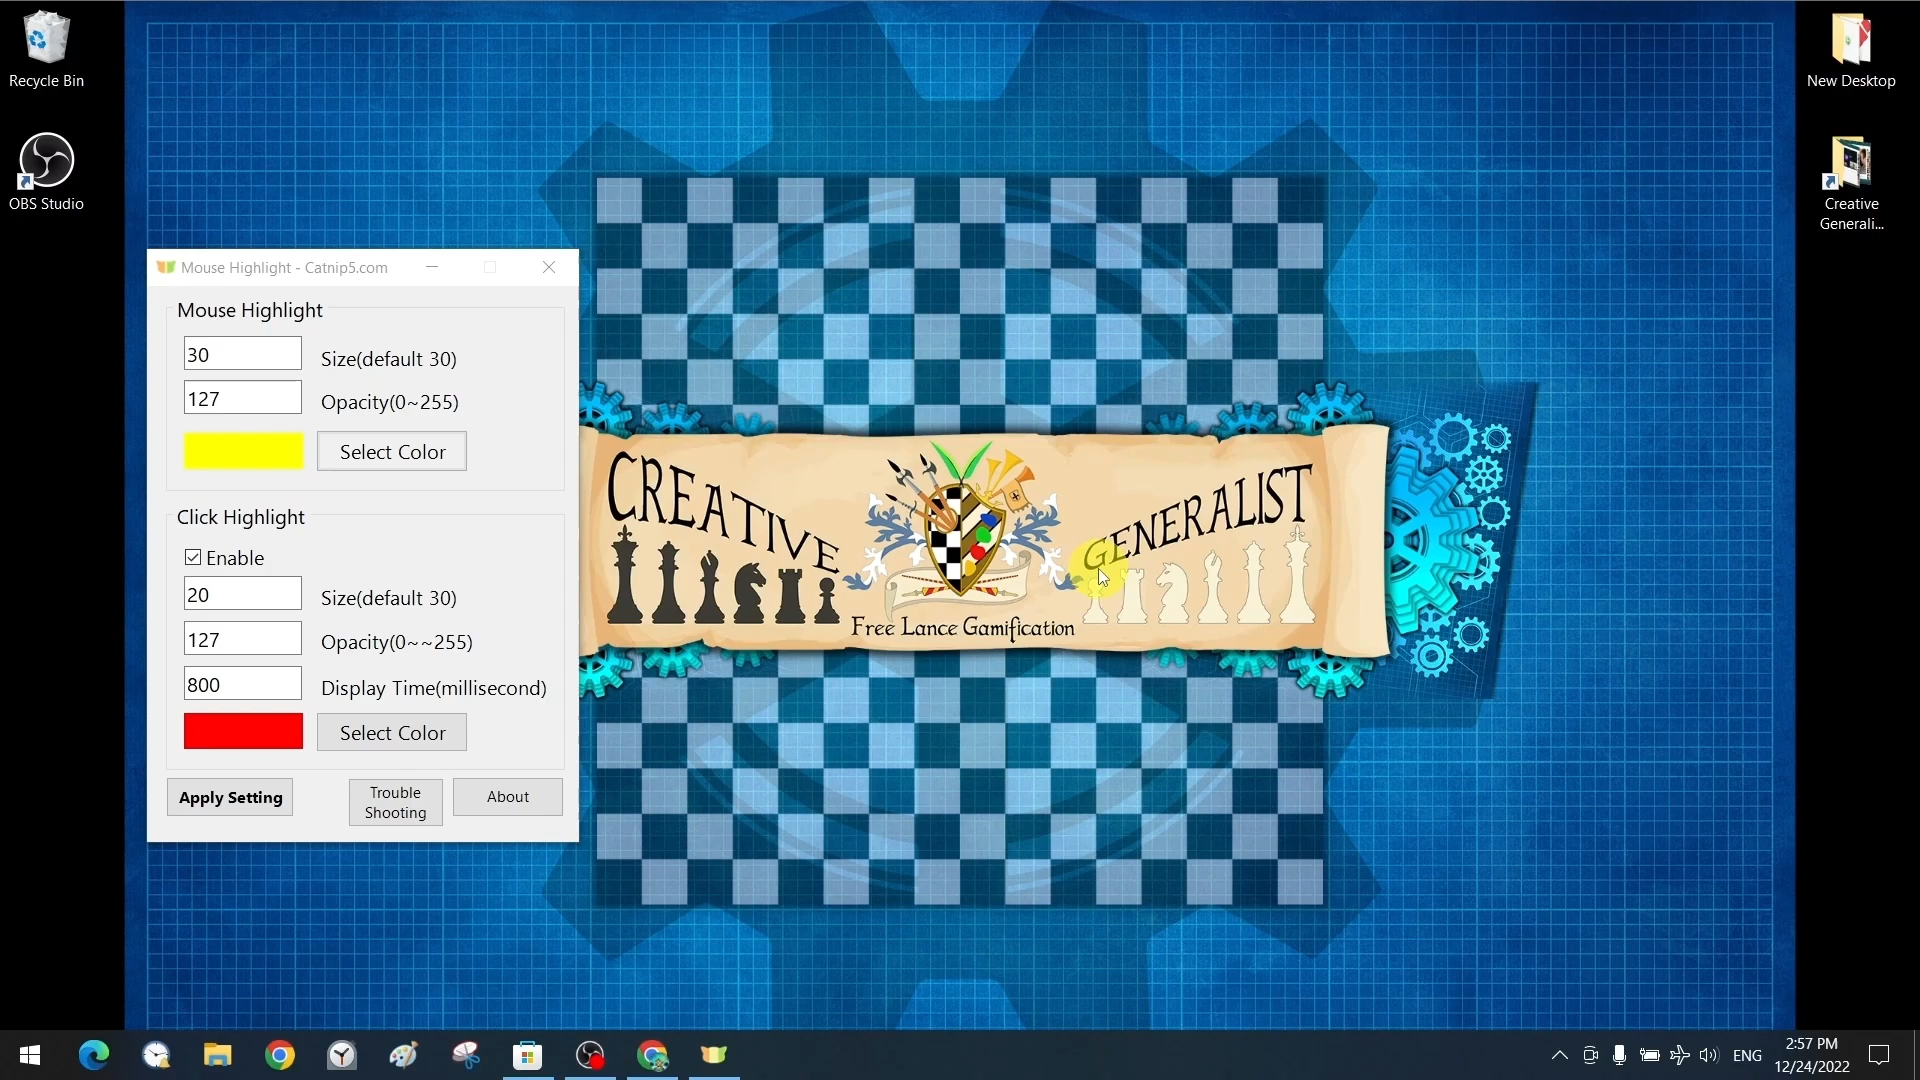 Recycle Bin
OBS Studio
New Desktop
Creative
Generali...
Mouse Highlight - Catnip5.com
Mouse Highlight
30
Size(default 30)
127
Opacity(0~255)
Select Color
Click Highlight
Enable
20
Size(default 30)
127
Opacity(0~~255)
800
Display Time(millisecond)
Select Color
Apply Setting
Trouble
Shooting
About
CREATIVE
GENERALIST
Free Lance Gamification
ENG
2:57 PM
12/24/2022